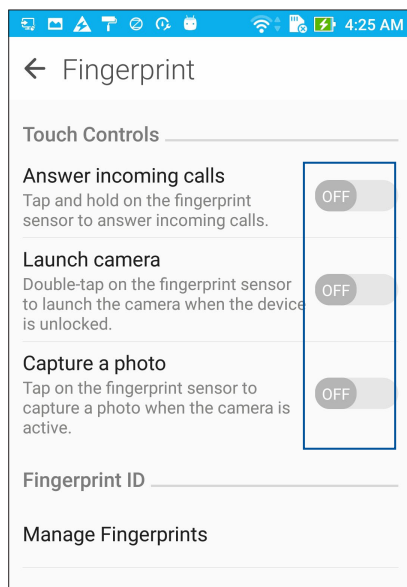 4:25 AM
Fingerprint
Touch Controls
Answer incoming calls
Tap and hold on the fingerprint
sensor to answer incoming calls.
OFF
Launch camera
Double-tap on the fingerprint sensor
to launch the camera when the device
is unlocked.
OFF
Capture a photo
Tap on the fingerprint sensor to
capture a photo when the camera is
active.
OFF
Fingerprint ID
Manage Fingerprints